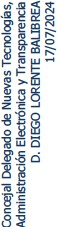 Concejal Delegado de Nuevas Tecnologías,
Administración Electrónica y Transparencia
D. DIEGO LORENTE BALIBREA
17/07/2024